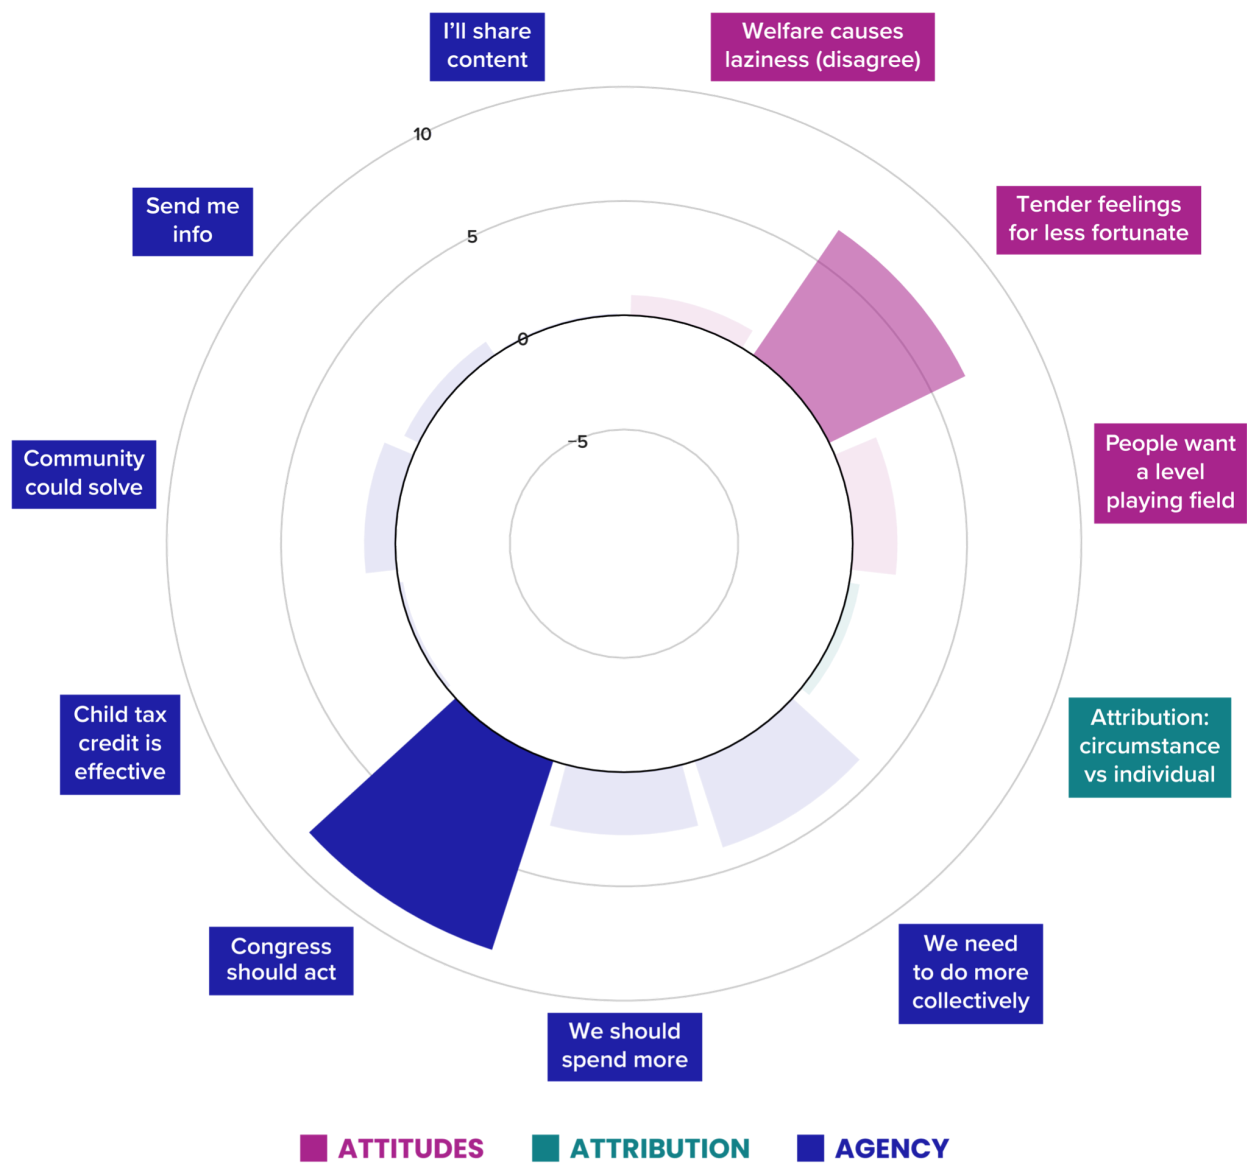 I’ll share
content
Welfare causes
laziness (disagree)
10
Send me
info
Tender feelings
for less fortunate
5
0
−5
Community
could solve
People want
a level
playing field
Child tax
credit is
effective
Attribution:
circumstance
vs individual
Congress
should act
We need
to do more
collectively
We should
spend more
ATTITUDES
ATTRIBUTION
AGENCY